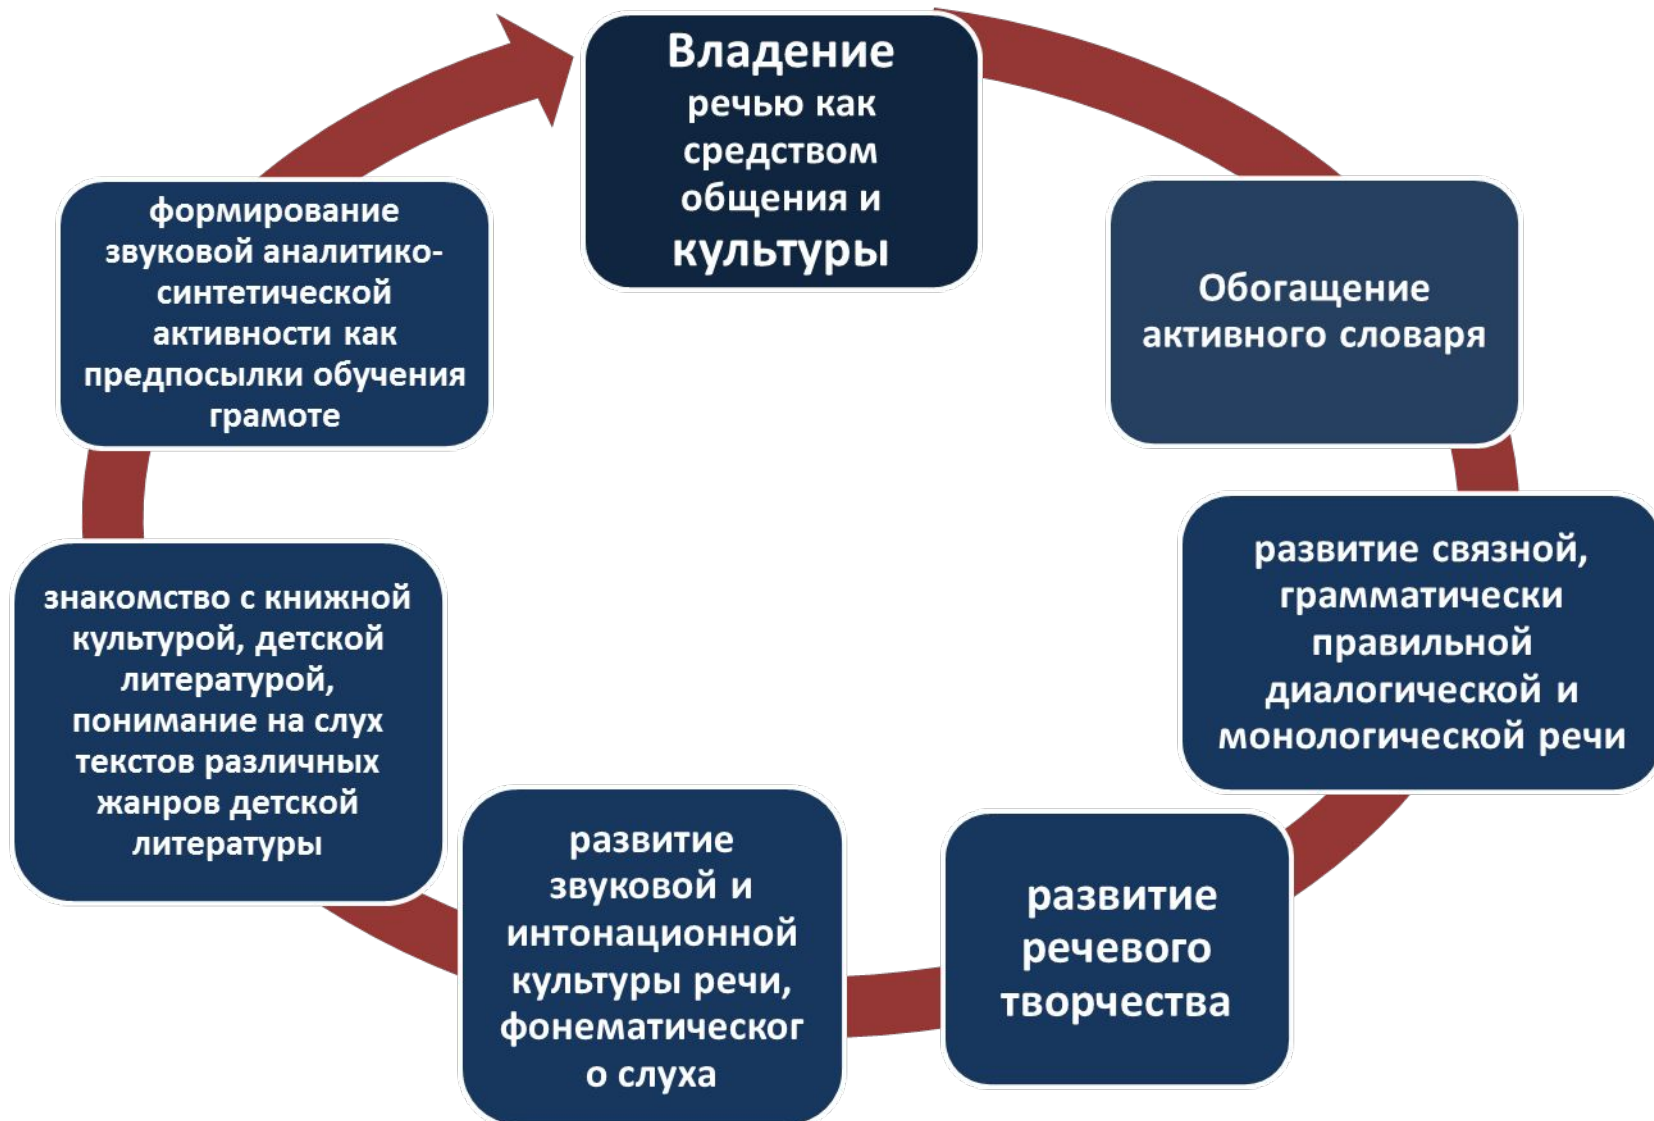 Владение
речью как
средством
общения и
культуры
Обогащение
активного словаря
развитие связной,
грамматически
правильной
диалогической и
монологической речи
развитие
речевого
творчества
развитие
звуковой и
интонационной
культуры речи,
фонематическог
о слуха
знакомство с книжной
культурой, детской
литературой,
понимание на слух
текстов различных
жанров детской
литературы
формирование
звуковой аналитико-
синтетической
активности как
предпосылки обучения
грамоте